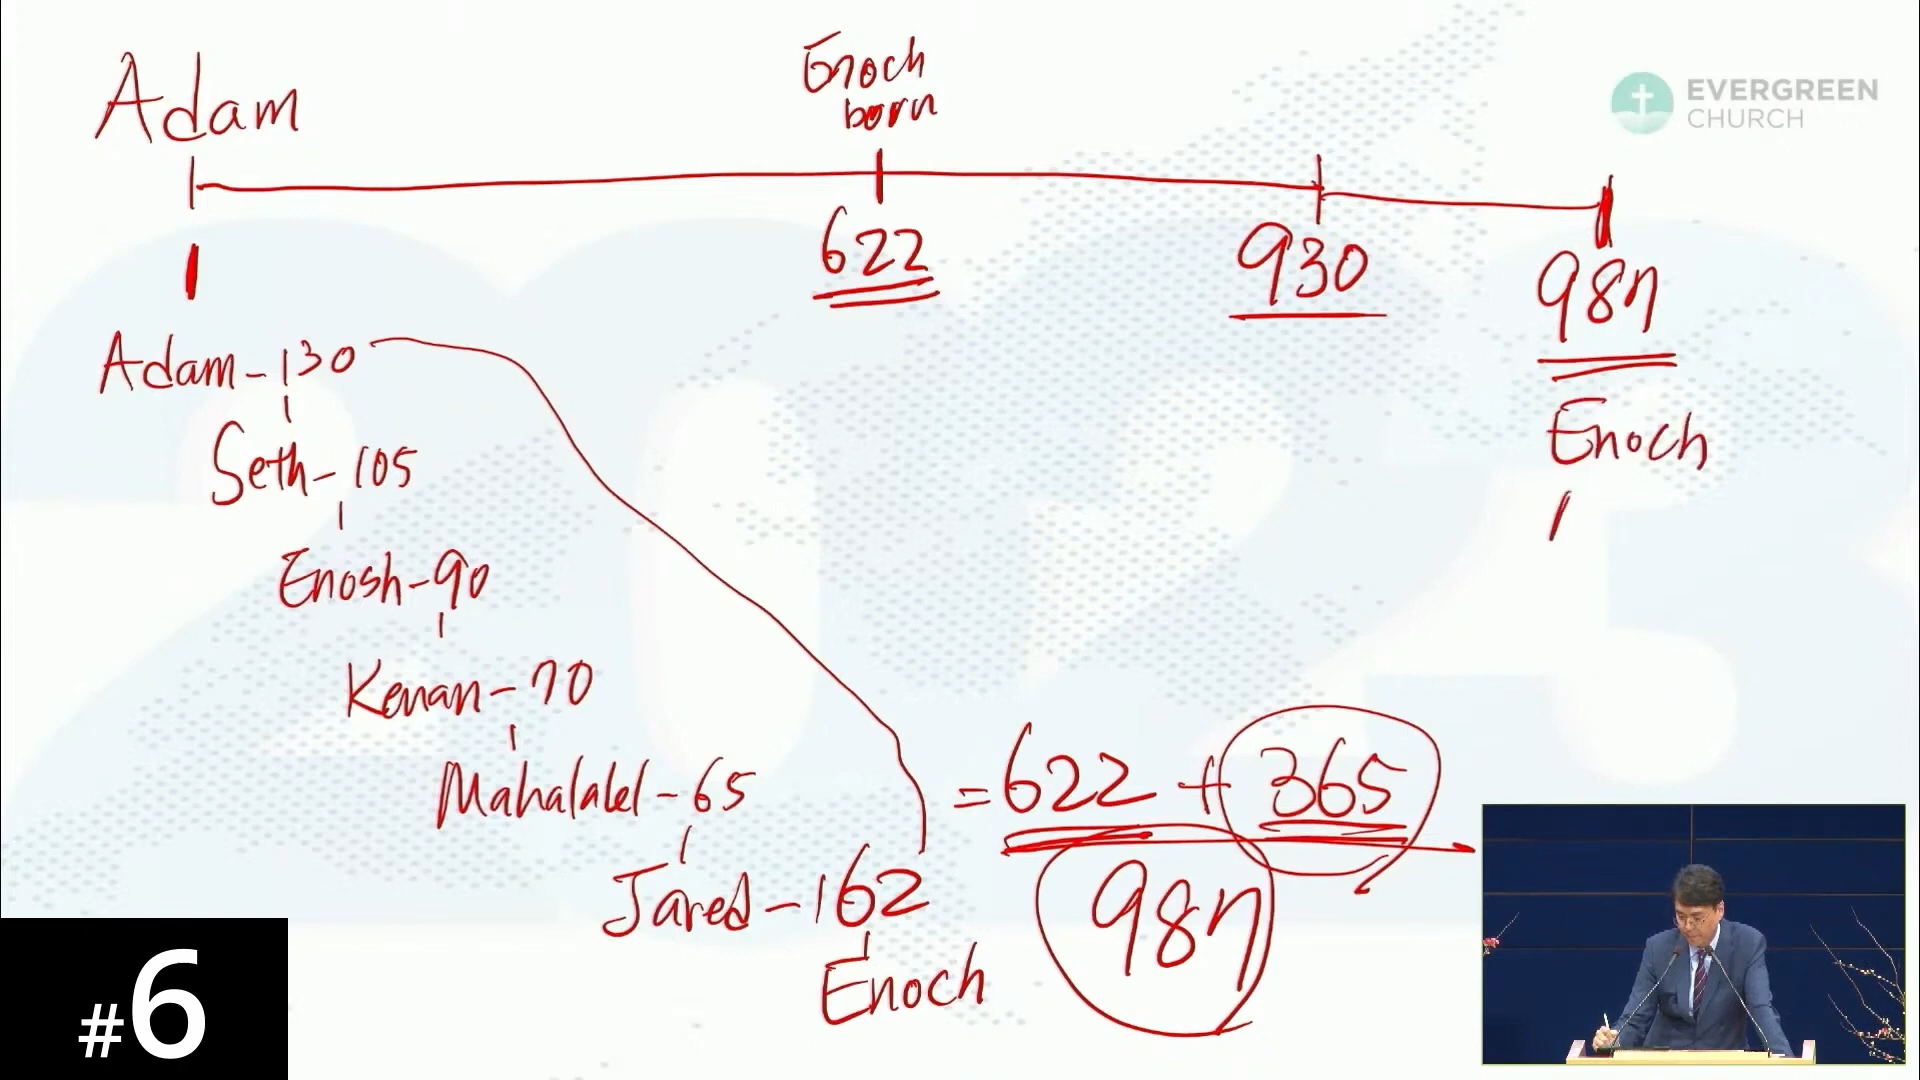 Adam
Enoch
born
EVERGREEN
CHURCH
622
930
987
Enoch
Adam-130
Seth-105
Enosh-90
Kenan-70
Mahalalel-65
Jared-162
Enoch
=622+365
987
#6